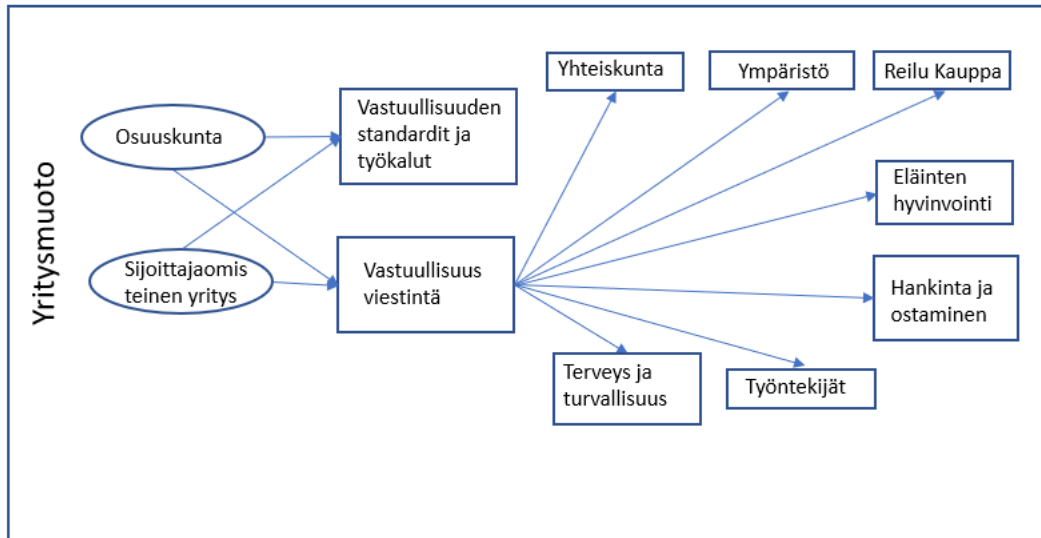 Yritysmuoto
Osuuskunta
Sijoittajaomis
teinen yritys
Vastuullisuuden
standardit ja
työkalut
Vastuullisuus
viestintä
Yhteiskunta
Ympäristö
Reilu Kauppa
Eläinten
hyvinvointi
Hankinta ja
ostaminen
Työntekijät
Terveys ja
turvallisuus